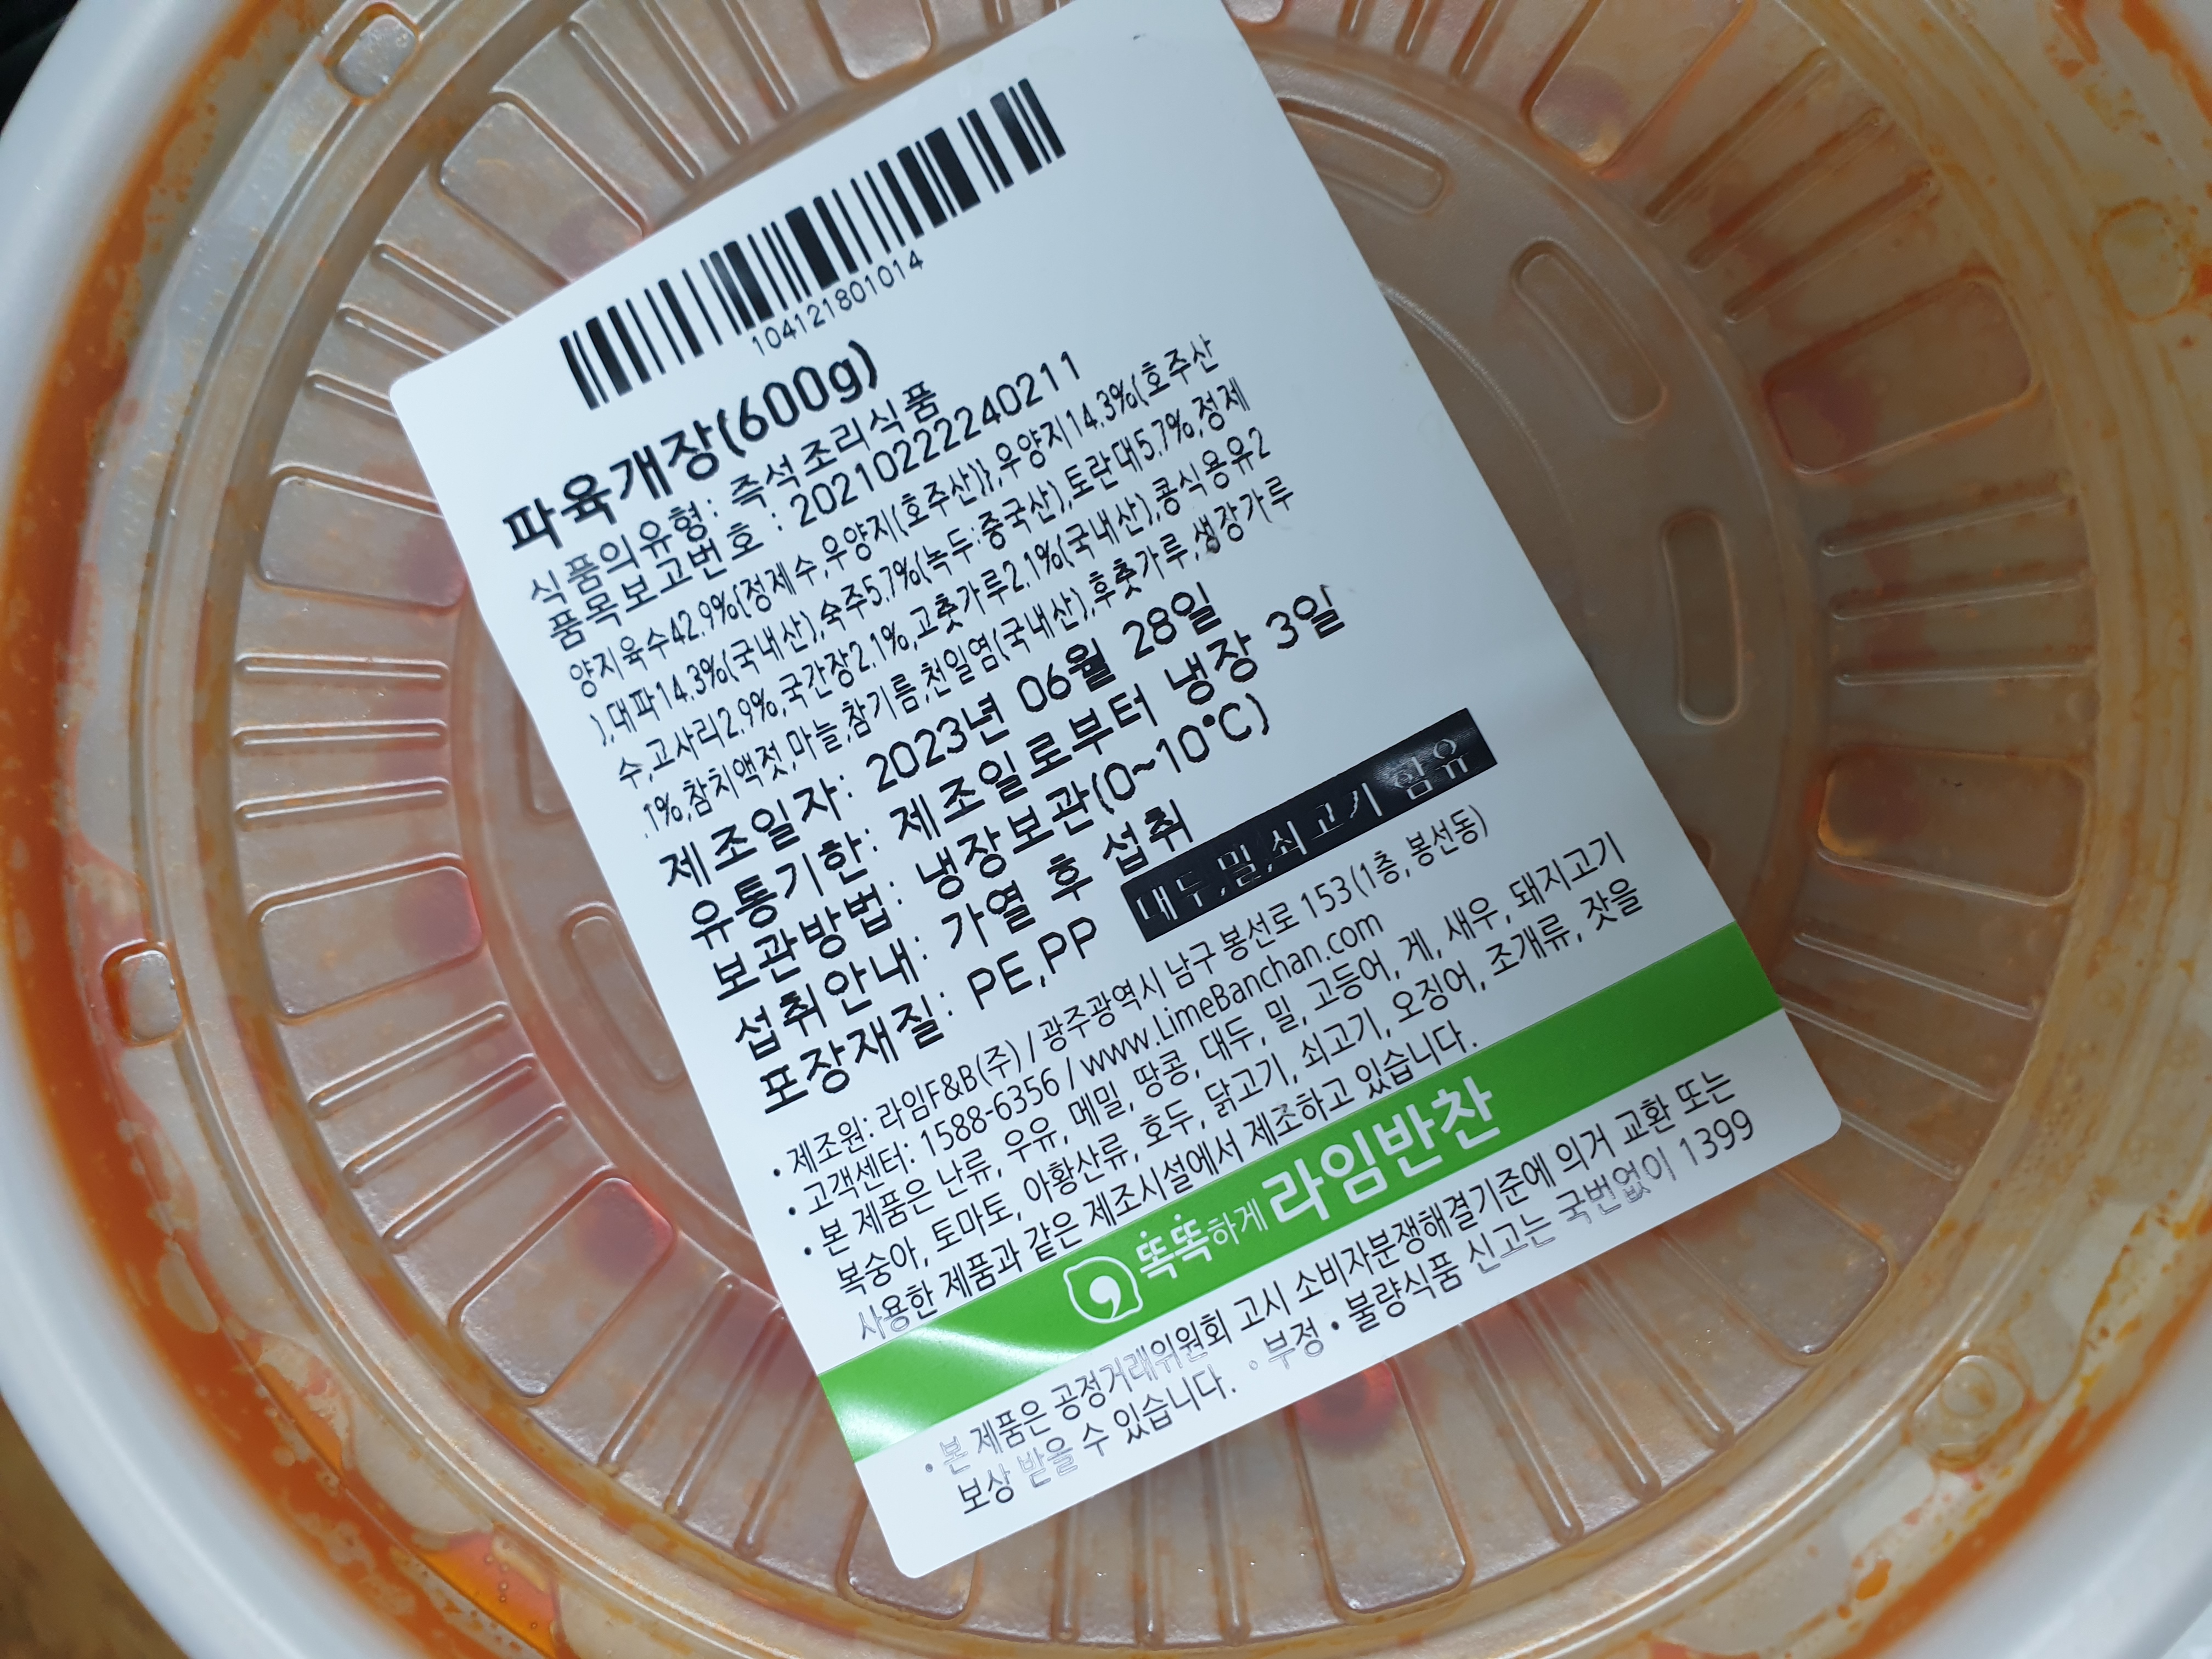 104121801014
파육개장(600g)
식품의유형: 즉석조리식품
품목보고번호 : 20210222240211
양지육수42.9%{정제수,우양지(호주산)},우양지14.3%(호주산
),대파14.3%(국내산),숙주5.7%(녹두:중국산),토란대5.7%,정제
수,고사리2.9%,국간장2.1%,고춧가루2.1%(국내산),콩식용유2
.1%,참치액젓,마늘,참기름,천일염(국내산),후춧가루,생강가루
제조일자: 2023년 06월 28일
유통기한: 제조일로부터 냉장 3일
보관방법: 냉장보관(0~10°C)
섭취안내: 가열 후 섭취
포장재질: PE,PP
대두,밀,쇠고기 함유
• 제조원: 라임F&B(주) / 광주광역시 남구 봉선로 153(1층, 봉선동)
• 고객센터: 1588-6356 / www.LimeBanchan.com
• 본 제품은 난류, 우유, 메밀, 땅콩, 대두, 밀, 고등어, 게, 새우, 돼지고기
복숭아, 토마토, 아황산류, 호두, 닭고기, 쇠고기, 오징어, 조개류, 잣을
사용한 제품과 같은 제조시설에서 제조하고 있습니다.
똑똑하게 라임반찬
• 본 제품은 공정거래위원회 고시 소비자분쟁해결기준에 의거 교환 또는
보상 받을 수 있습니다. • 부정 • 불량식품 신고는 국번없이 1399